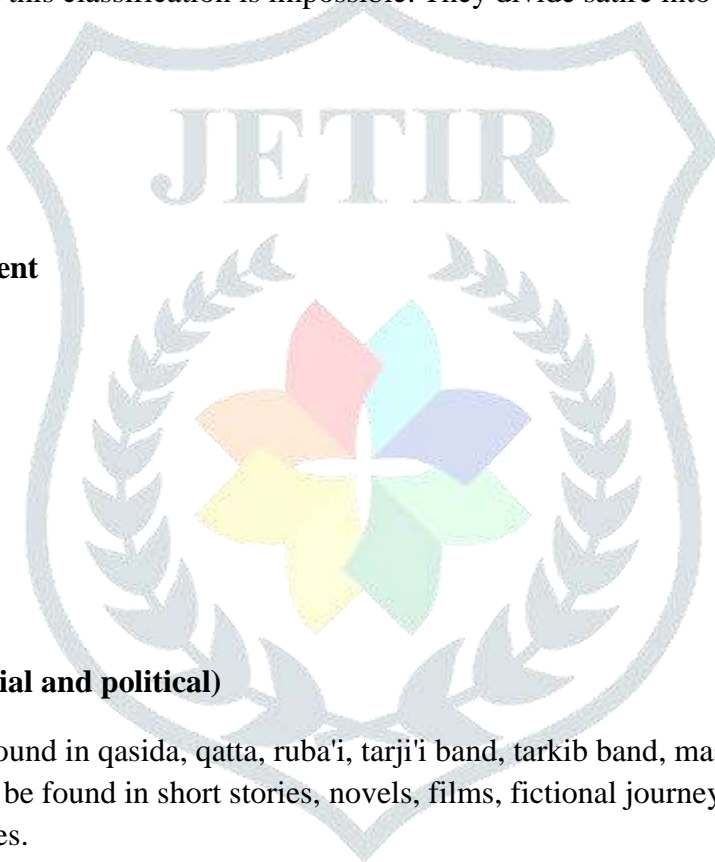 this classification is impossible. They divide satire into
JETIR
ent
ial and political)
ound in qasida, qatta, ruba'i, tarji'i band, tarkib band, mas
be found in short stories, novels, films, fictional journey
es.